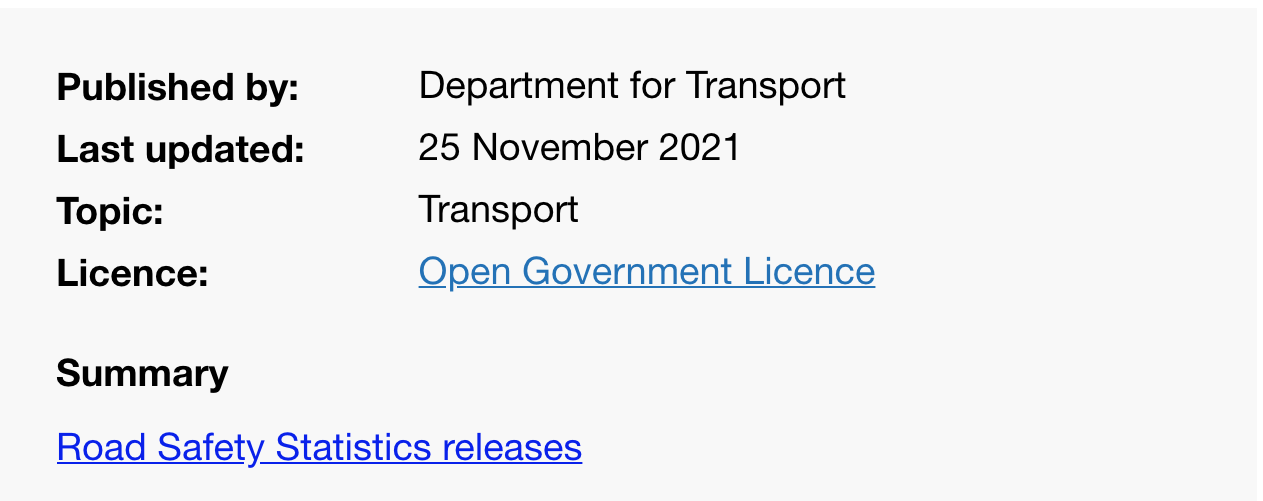 Published by: Department for Transport
Last updated: 25 November 2021
Topic: Transport
Licence: Open Government Licence
Summary
Road Safety Statistics releases